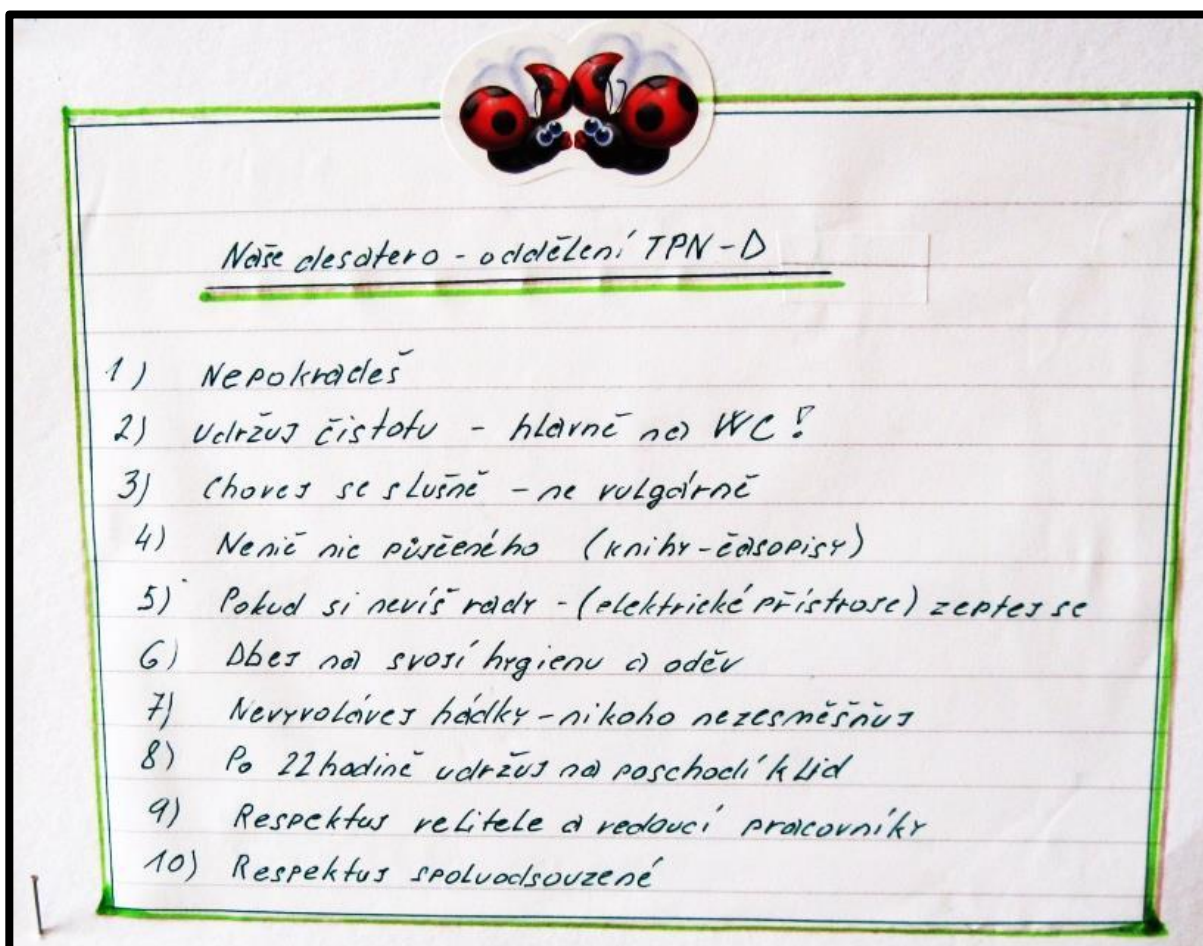 Naše desatero - oddělení TPN-D
1) Nepokradeš
2) Udržuj čistotu - hlavně na WC!
3) Chovej se slušně - ne vulgárně
4) Nenič nic půjčeného (knihy-časopisy)
5) Pokud si nevíš rady - (elektrické přístroje) zeptej se
6) Dbej na svojí hygienu a oděv
7) Nevyvolávej hádky - nikoho nezesměšňuj
8) Po 22 hodině udržuj na poschodí klid
9) Respektuj velitele a vedoucí pracovníky
10) Respektuj spoluodsouzené